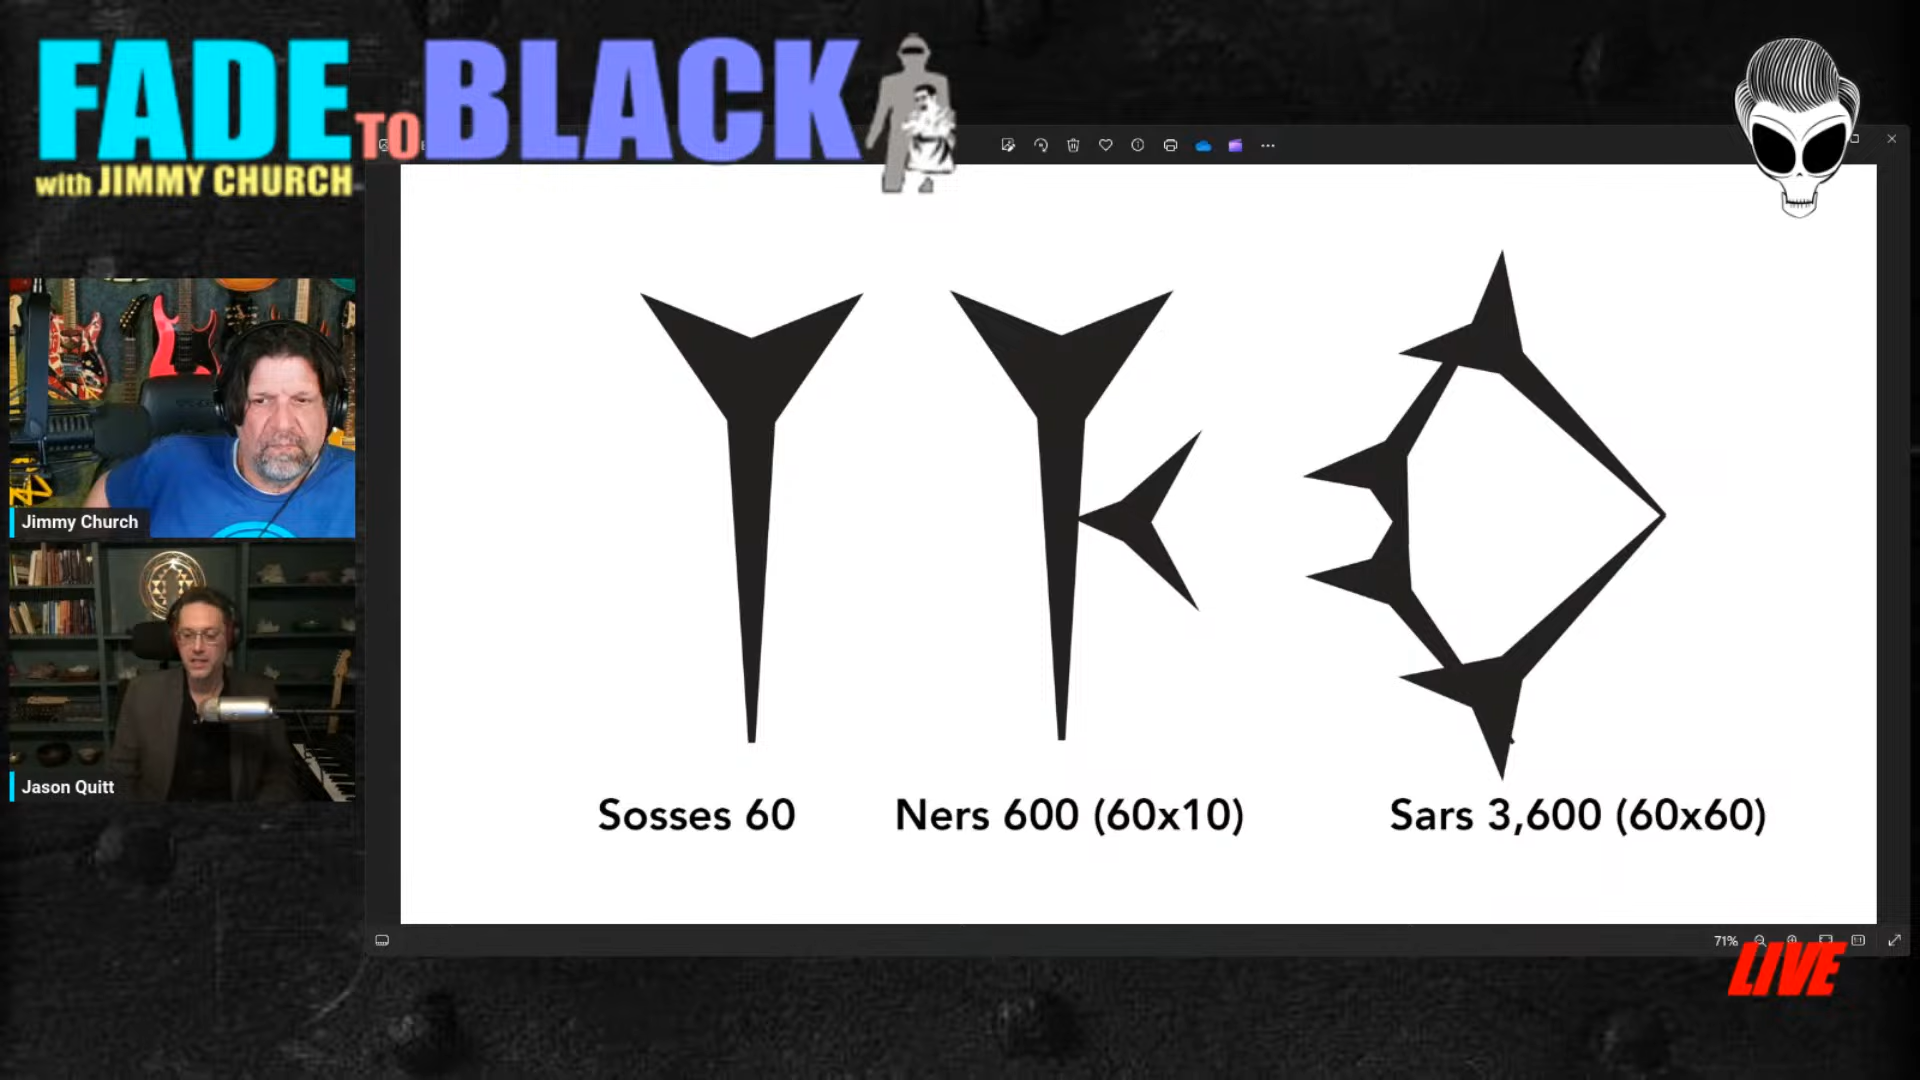 FADE TO BLACK
with JIMMY CHURCH
Jimmy Church
Jason Quitt
Sosses 60
Ners 600 (60x10)
Sars 3,600 (60x60)
71%
LIVE